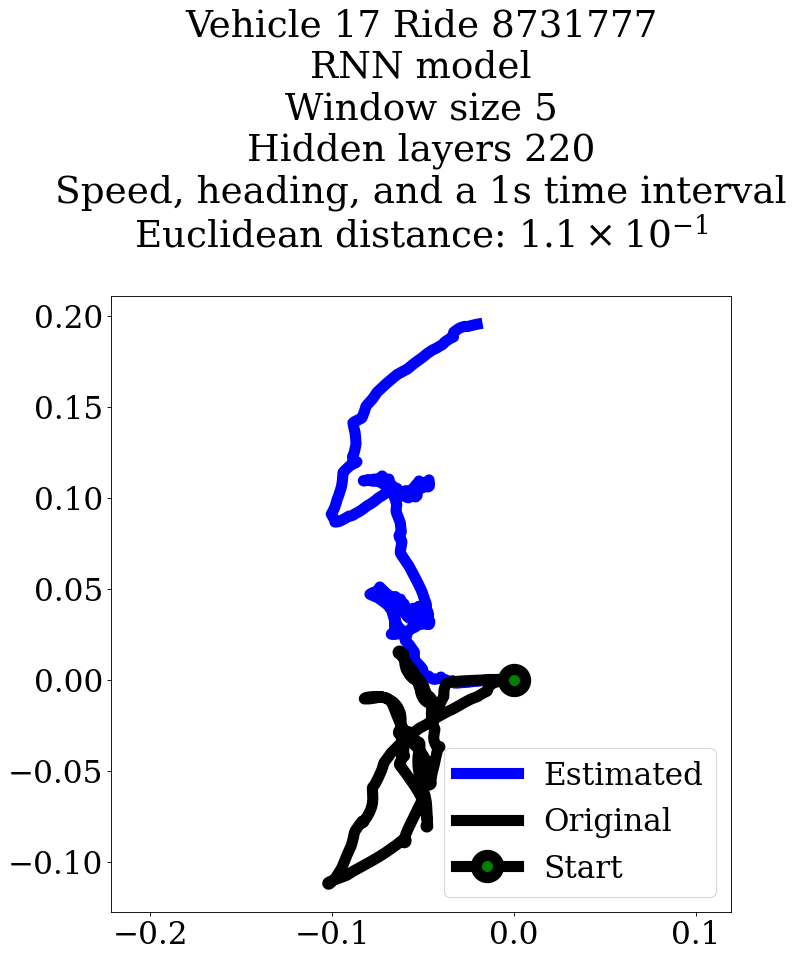 Vehicle 17 Ride 8731777
RNN model
Window size 5
Hidden layers 220
Speed, heading, and a 1s time interval
Euclidean distance: 1.1 × 10⁻¹
0.20
0.15
0.10
0.05
0.00
−0.05
−0.10
−0.2
−0.1
0.0
0.1
Estimated
Original
Start